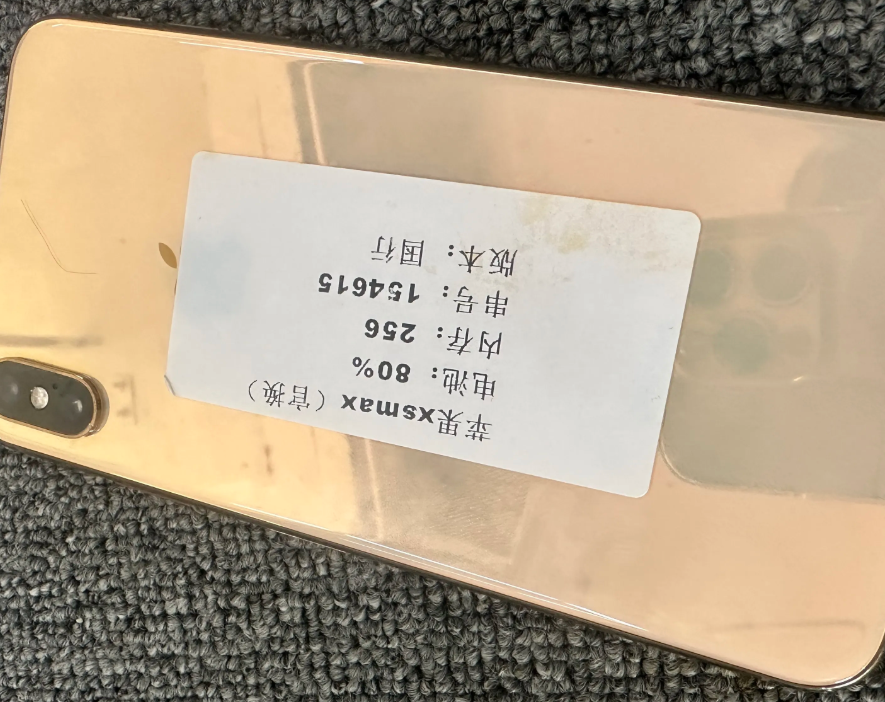 苹果xsmax（官换）
电池：80%
内存：256
串号：154615
版本：国行